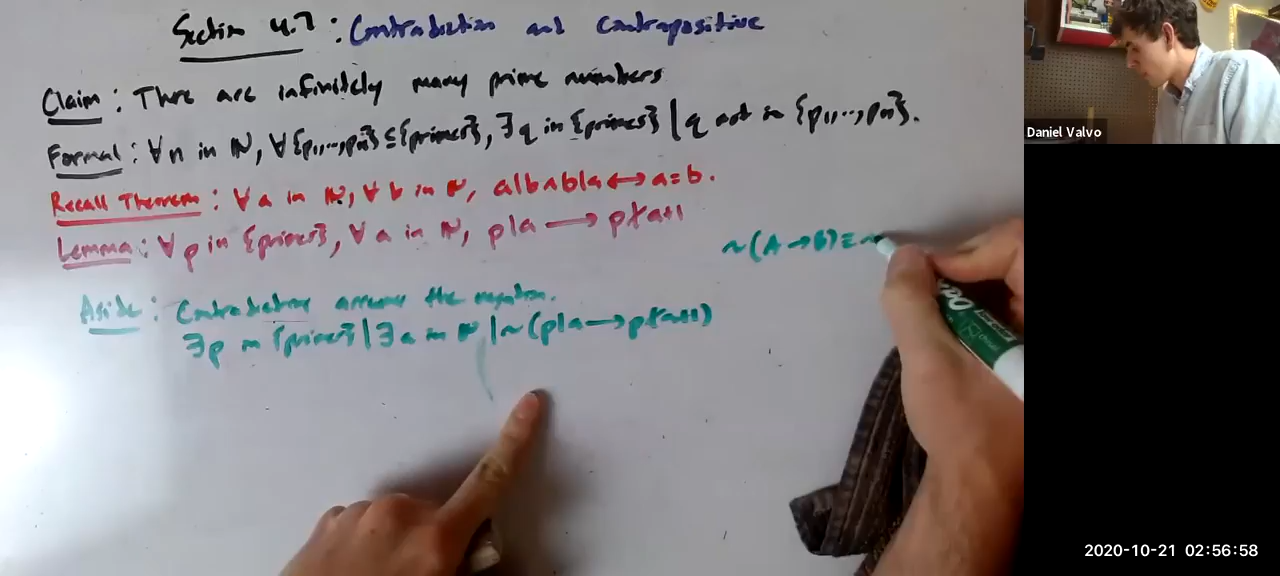 Section 4.7: Contradiction and contrapositive
Claim: There are infinitely many prime numbers
Formal: ∀n in ℕ, ∀{p1,...,pn}⊆{primes}, ∃q in {primes} | q not in {p1,...,pn}.
Recall Theorem: ∀ a in ℕ, ∀ b in ℕ, a|b ∧ b|a ⟷ a=b.
Lemma: ∀ p in {primes}, ∀ a in ℕ, p|a ⟶ p∤a+1
~(A→B)≡~
Aside: Contradiction assume the negation.
∃p in {primes} | ∃ a in ℕ | ~(p|a⟶p∤a+1)
Daniel Valvo
EXPO
2020-10-21 02:56:58